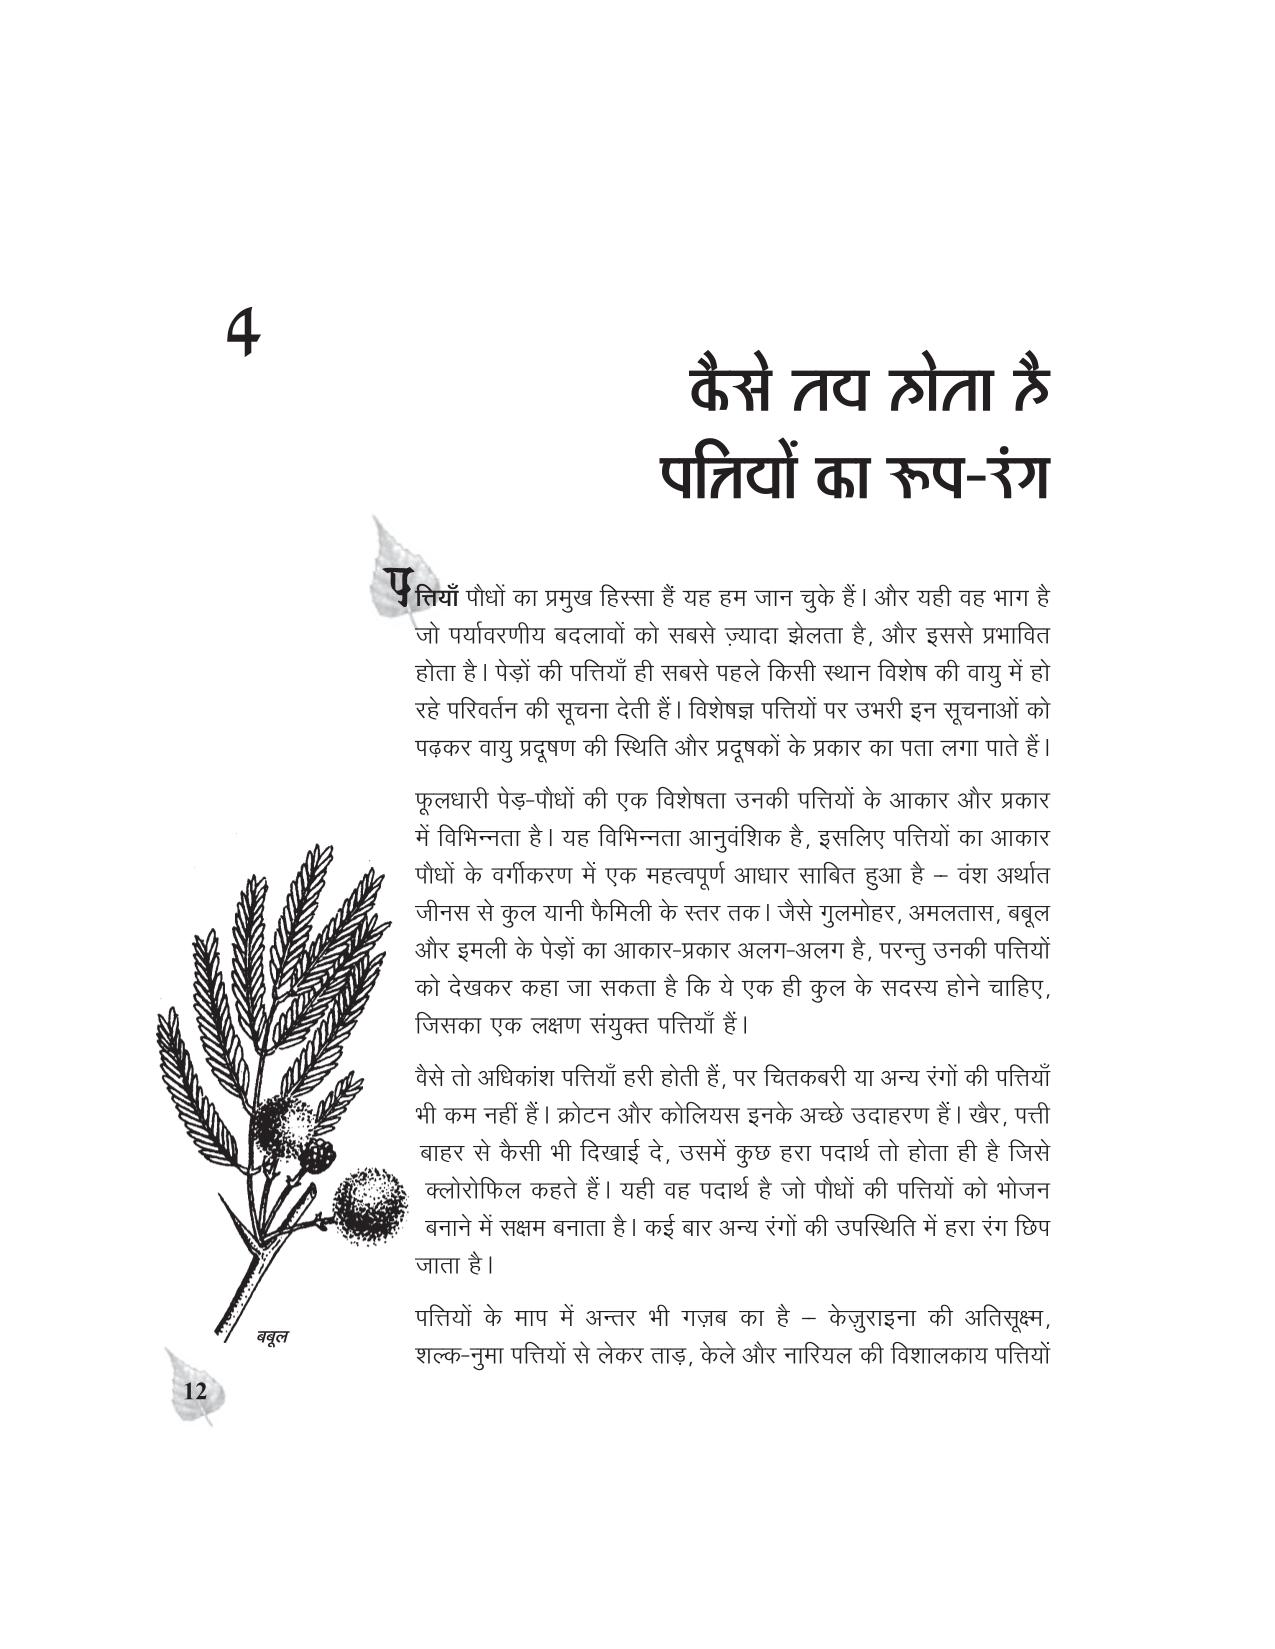 4
कैसे तय होता है
पत्तियों का रूप-रंग
पत्तियाँ पौधों का प्रमुख हिस्सा हैं यह हम जान चुके हैं। और यही वह भाग है
जो पर्यावरणीय बदलावों को सबसे ज़्यादा झेलता है, और इससे प्रभावित
होता है। पेड़ों की पत्तियाँ ही सबसे पहले किसी स्थान विशेष की वायु में हो
रहे परिवर्तन की सूचना देती हैं। विशेषज्ञ पत्तियों पर उभरी इन सूचनाओं को
पढ़कर वायु प्रदूषण की स्थिति और प्रदूषकों के प्रकार का पता लगा पाते हैं।
फूलधारी पेड़-पौधों की एक विशेषता उनकी पत्तियों के आकार और प्रकार
में विभिन्नता है। यह विभिन्नता आनुवंशिक है, इसलिए पत्तियों का आकार
पौधों के वर्गीकरण में एक महत्वपूर्ण आधार साबित हुआ है – वंश अर्थात
जीनस से कुल यानी फैमिली के स्तर तक। जैसे गुलमोहर, अमलतास, बबूल
और इमली के पेड़ों का आकार-प्रकार अलग-अलग है, परन्तु उनकी पत्तियों
को देखकर कहा जा सकता है कि ये एक ही कुल के सदस्य होने चाहिए,
जिसका एक लक्षण संयुक्त पत्तियाँ हैं।
वैसे तो अधिकांश पत्तियाँ हरी होती हैं, पर चितकबरी या अन्य रंगों की पत्तियाँ
भी कम नहीं हैं। क्रोटन और कोलियस इनके अच्छे उदाहरण हैं। खैर, पत्ती
बाहर से कैसी भी दिखाई दे, उसमें कुछ हरा पदार्थ तो होता ही है जिसे
क्लोरोफिल कहते हैं। यही वह पदार्थ है जो पौधों की पत्तियों को भोजन
बनाने में सक्षम बनाता है। कई बार अन्य रंगों की उपस्थिति में हरा रंग छिप
जाता है।
पत्तियों के माप में अन्तर भी गज़ब का है – केज़ुराइना की अतिसूक्ष्म,
शल्क-नुमा पत्तियों से लेकर ताड़, केले और नारियल की विशालकाय पत्तियों
बबूल
12